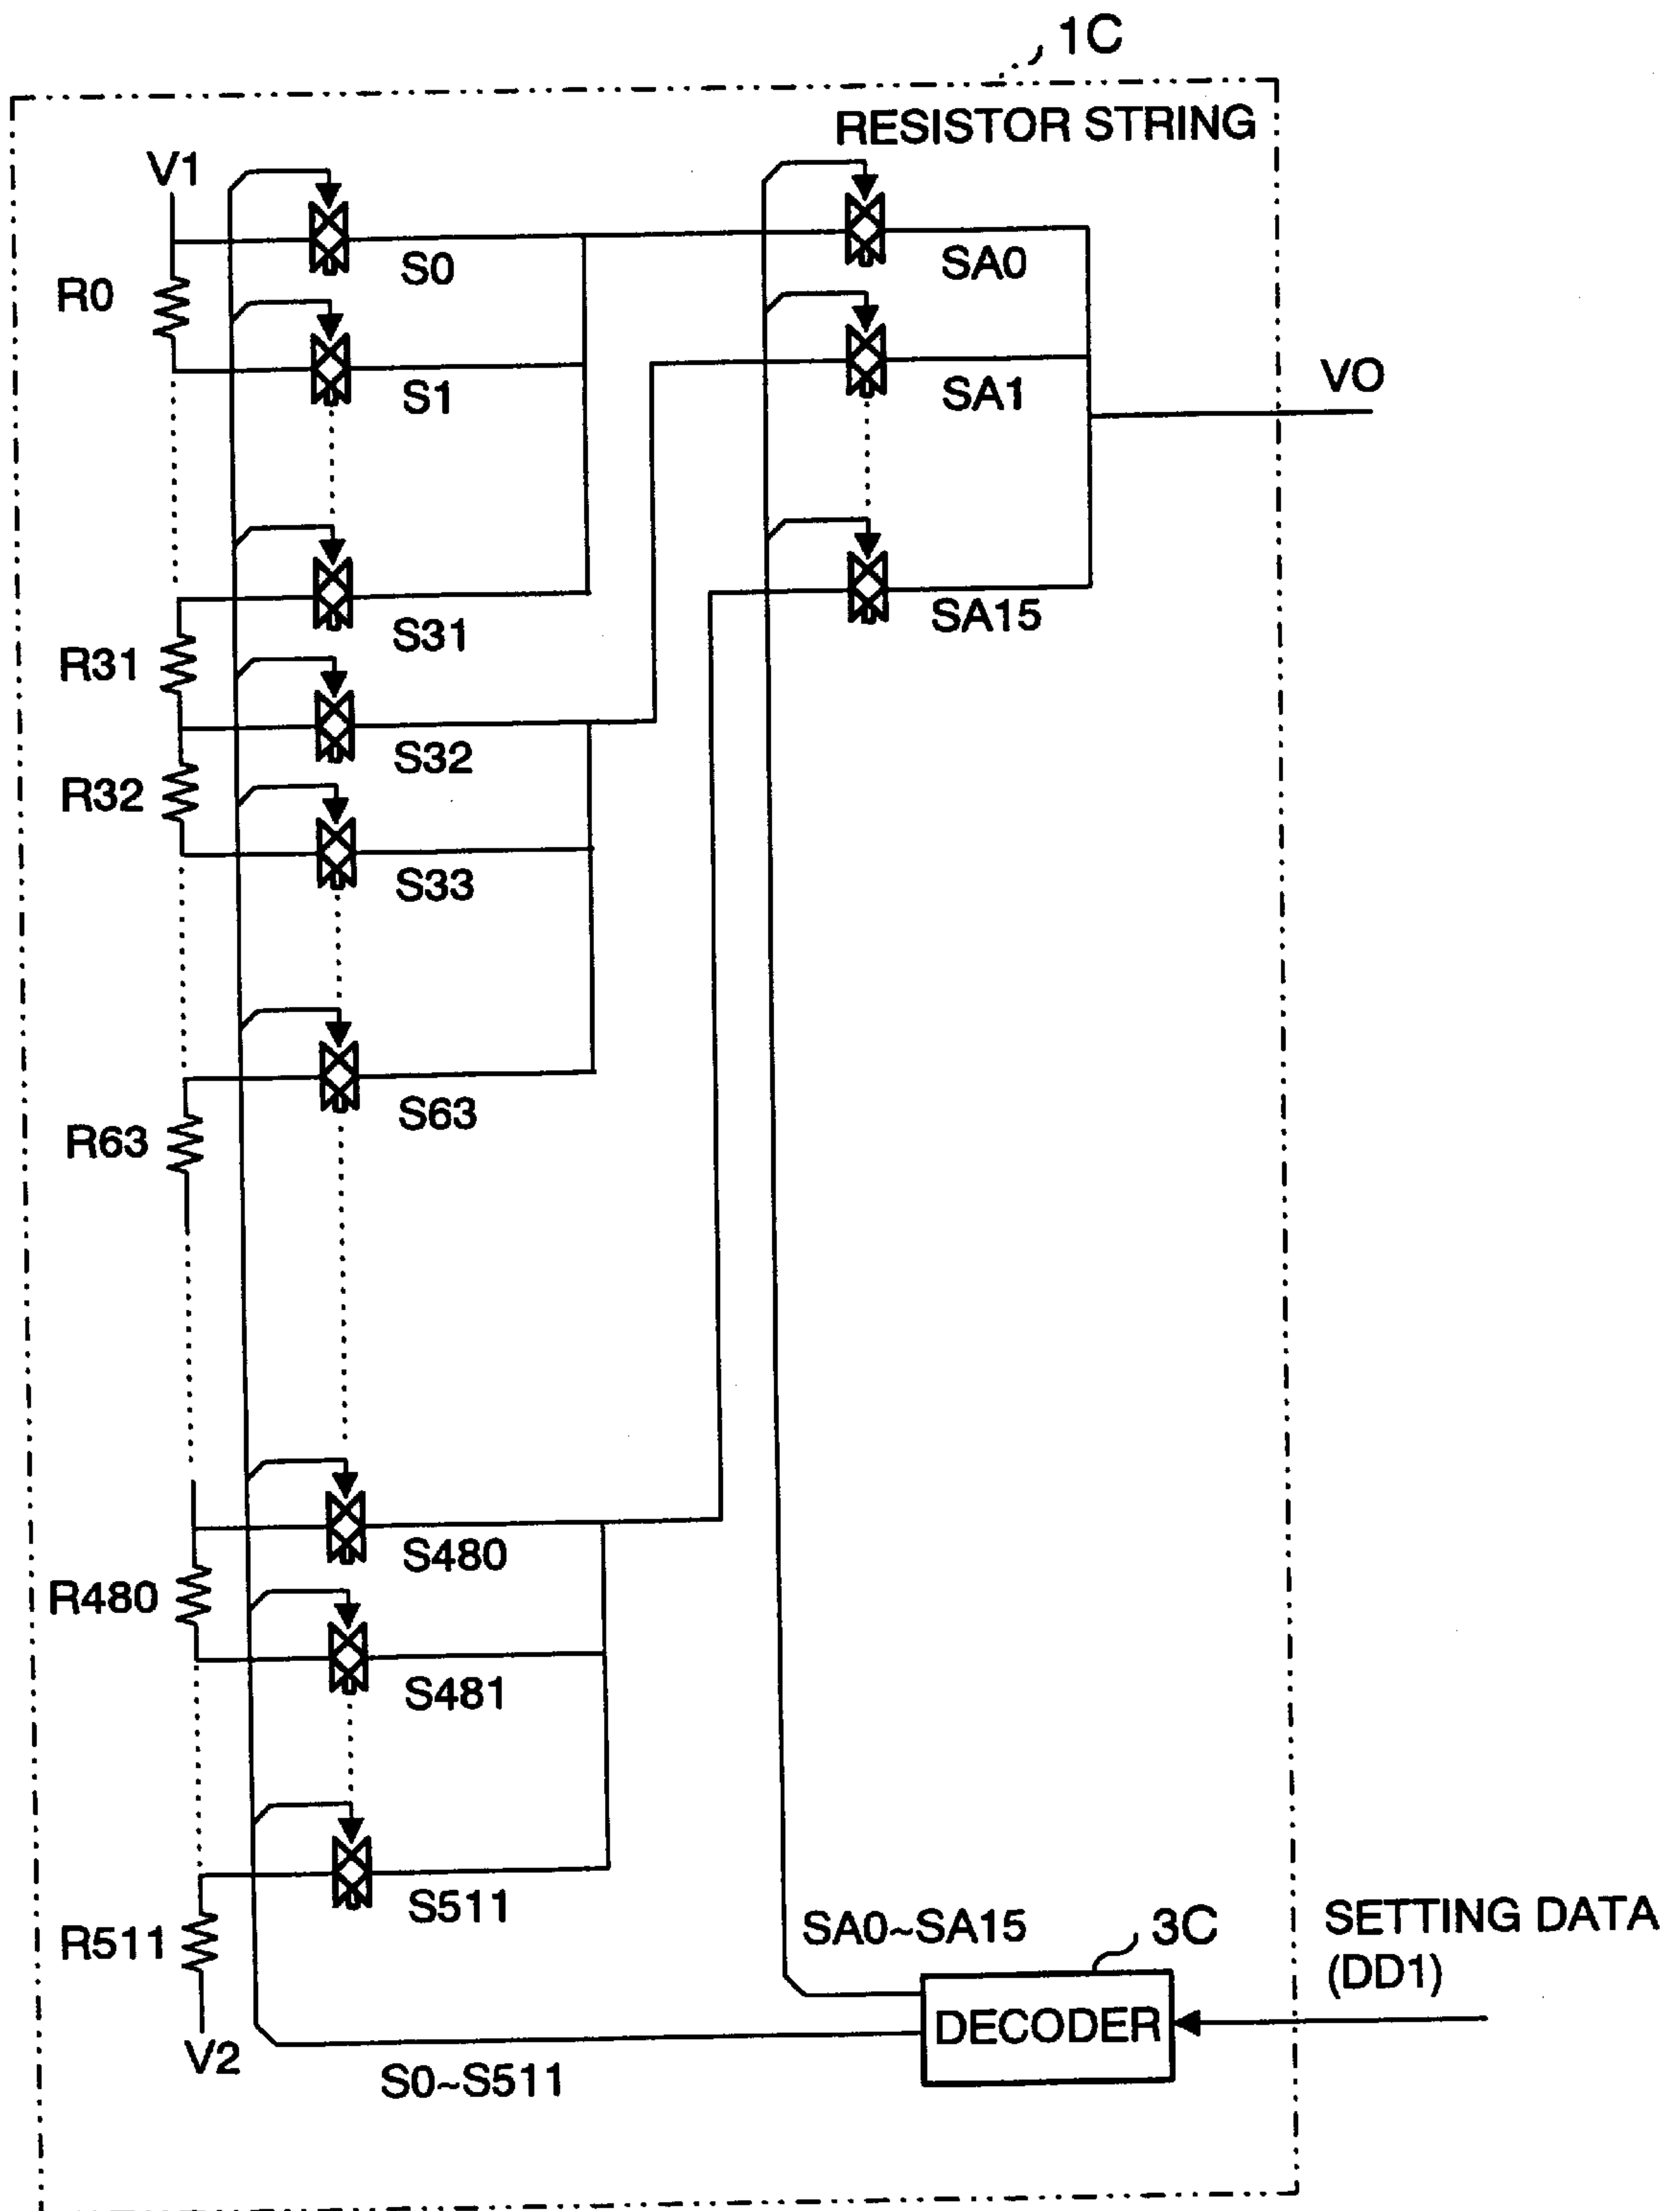 1C
RESISTOR STRING
V1
S0
SA0
R0
S1
SA1
VO
S31
SA15
R31
S32
R32
S33
S63
R63
S480
R480
S481
S511
R511
SA0~SA15
3C
SETTING DATA
(DD1)
DECODER
V2
S0~S511